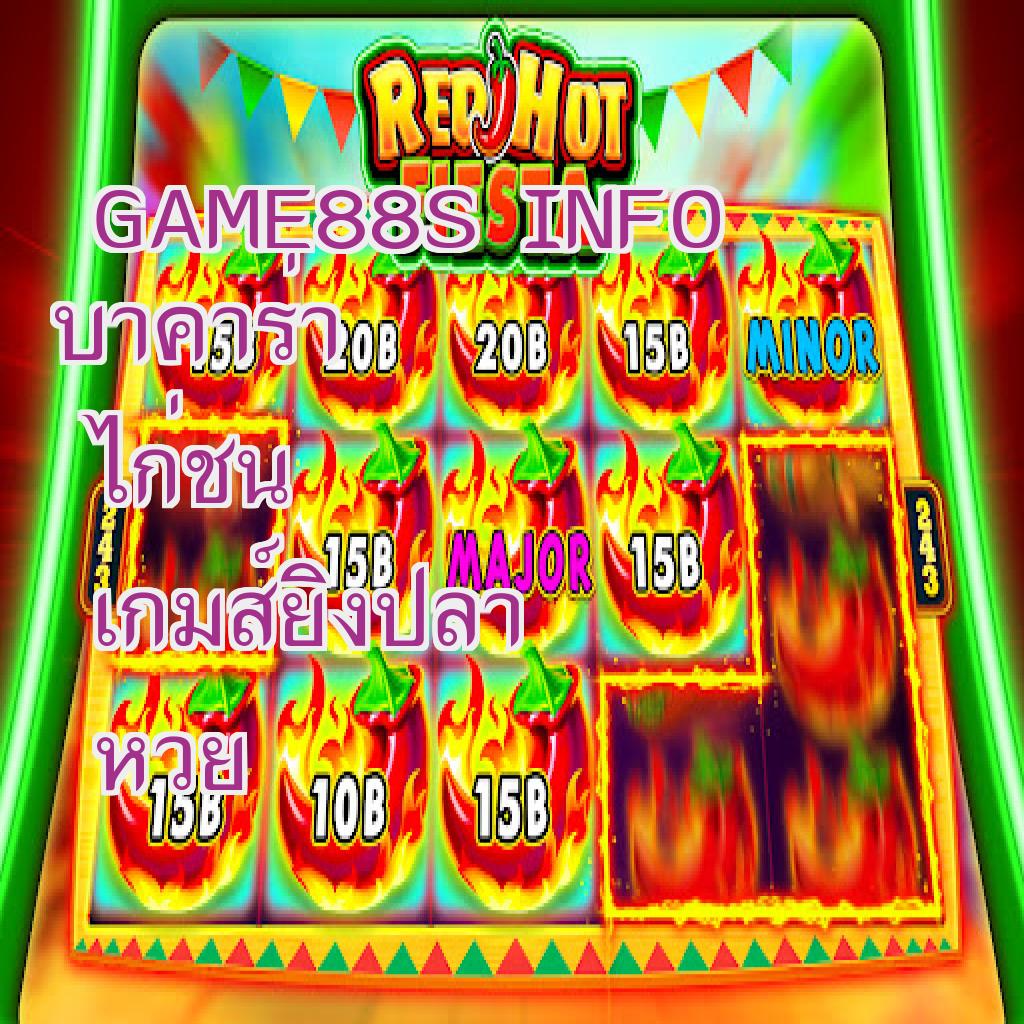 RED HOT
FIESTA
GAME88S INFO
บาคาร่า
15B 20B 20B 15B MINOR
ไก่ชน
243 15B MAJOR 15B 243
เกมส์ยิงปลา
หวย
15B 10B 15B